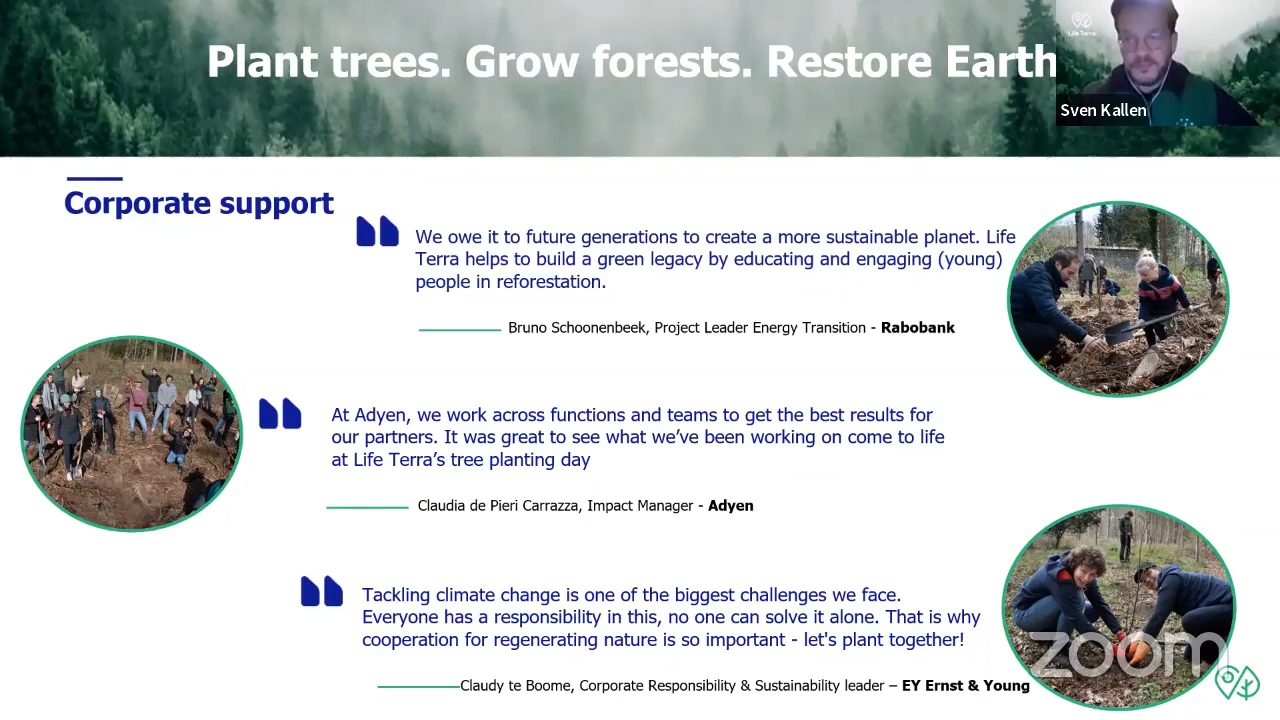 Plant trees. Grow forests. Restore Earth
Life Terra
Sven Kallen
Corporate support
We owe it to future generations to create a more sustainable planet. Life
Terra helps to build a green legacy by educating and engaging (young)
people in reforestation.
Bruno Schoonenbeek, Project Leader Energy Transition - Rabobank
At Adyen, we work across functions and teams to get the best results for
our partners. It was great to see what we’ve been working on come to life
at Life Terra’s tree planting day
Claudia de Pieri Carrazza, Impact Manager - Adyen
Tackling climate change is one of the biggest challenges we face.
Everyone has a responsibility in this, no one can solve it alone. That is why
cooperation for regenerating nature is so important - let's plant together!
Claudy te Boome, Corporate Responsibility & Sustainability leader – EY Ernst & Young
zoom